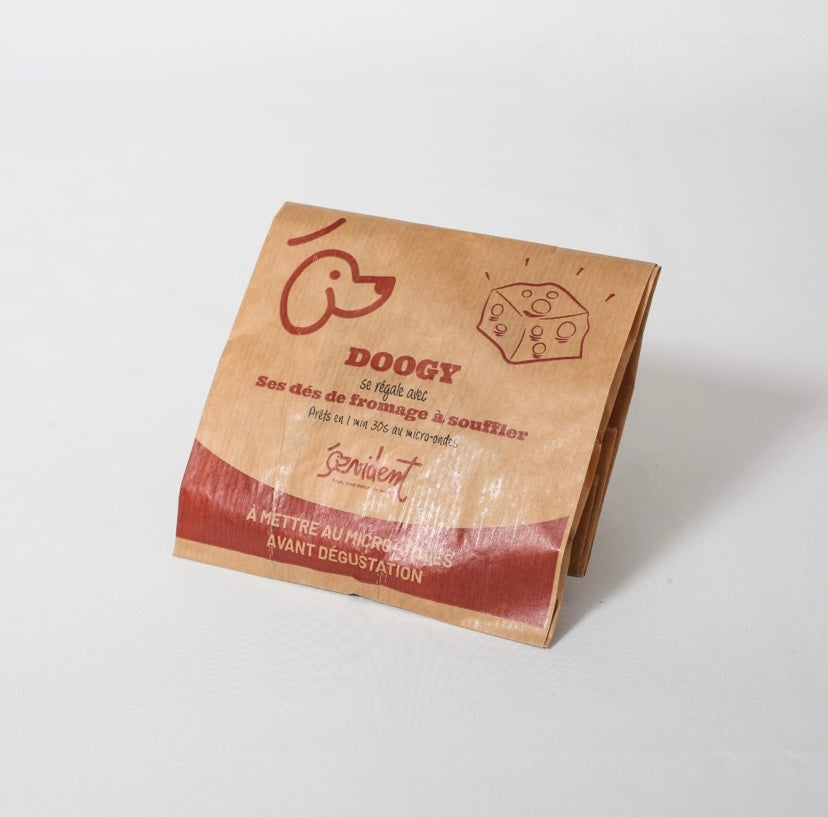 DOOGY
se régale avec
Ses dés de fromage à souffler
Prêts en 1 min 30s au micro-ondes
évident
À METTRE AU MICRO-ONDES
AVANT DÉGUSTATION